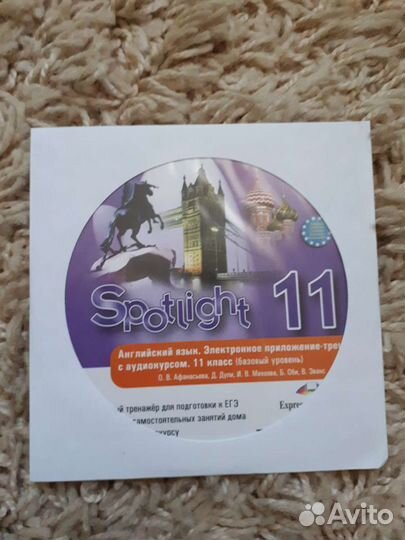 Spotlight 11
Английский язык. Электронное приложение-тре
с аудиокурсом. 11 класс (базовый уровень)
О. В. Афанасьева, Д. Дули, И. В. Михеева, Б. Оби, В. Эванс
й тренажёр для подготовки к ЕГЭ
Expre
самостоятельных занятий дома
курсу
Avito